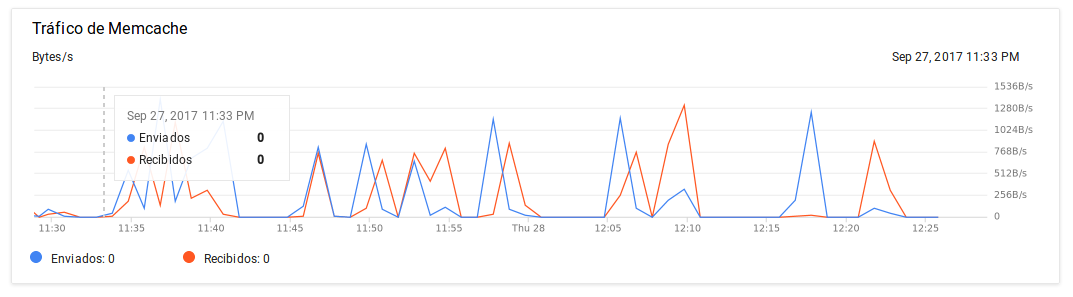 Tráfico de Memcache
Bytes/s Sep 27, 2017 11:33 PM
1536B/s
1280B/s
1024B/s
768B/s
512B/s
256B/s
0
Sep 27, 2017 11:33 PM
Enviados 0
Recibidos 0
11:30 11:35 11:40 11:45 11:50 11:55 Thu 28 12:05 12:10 12:15 12:20 12:25
Enviados: 0 Recibidos: 0